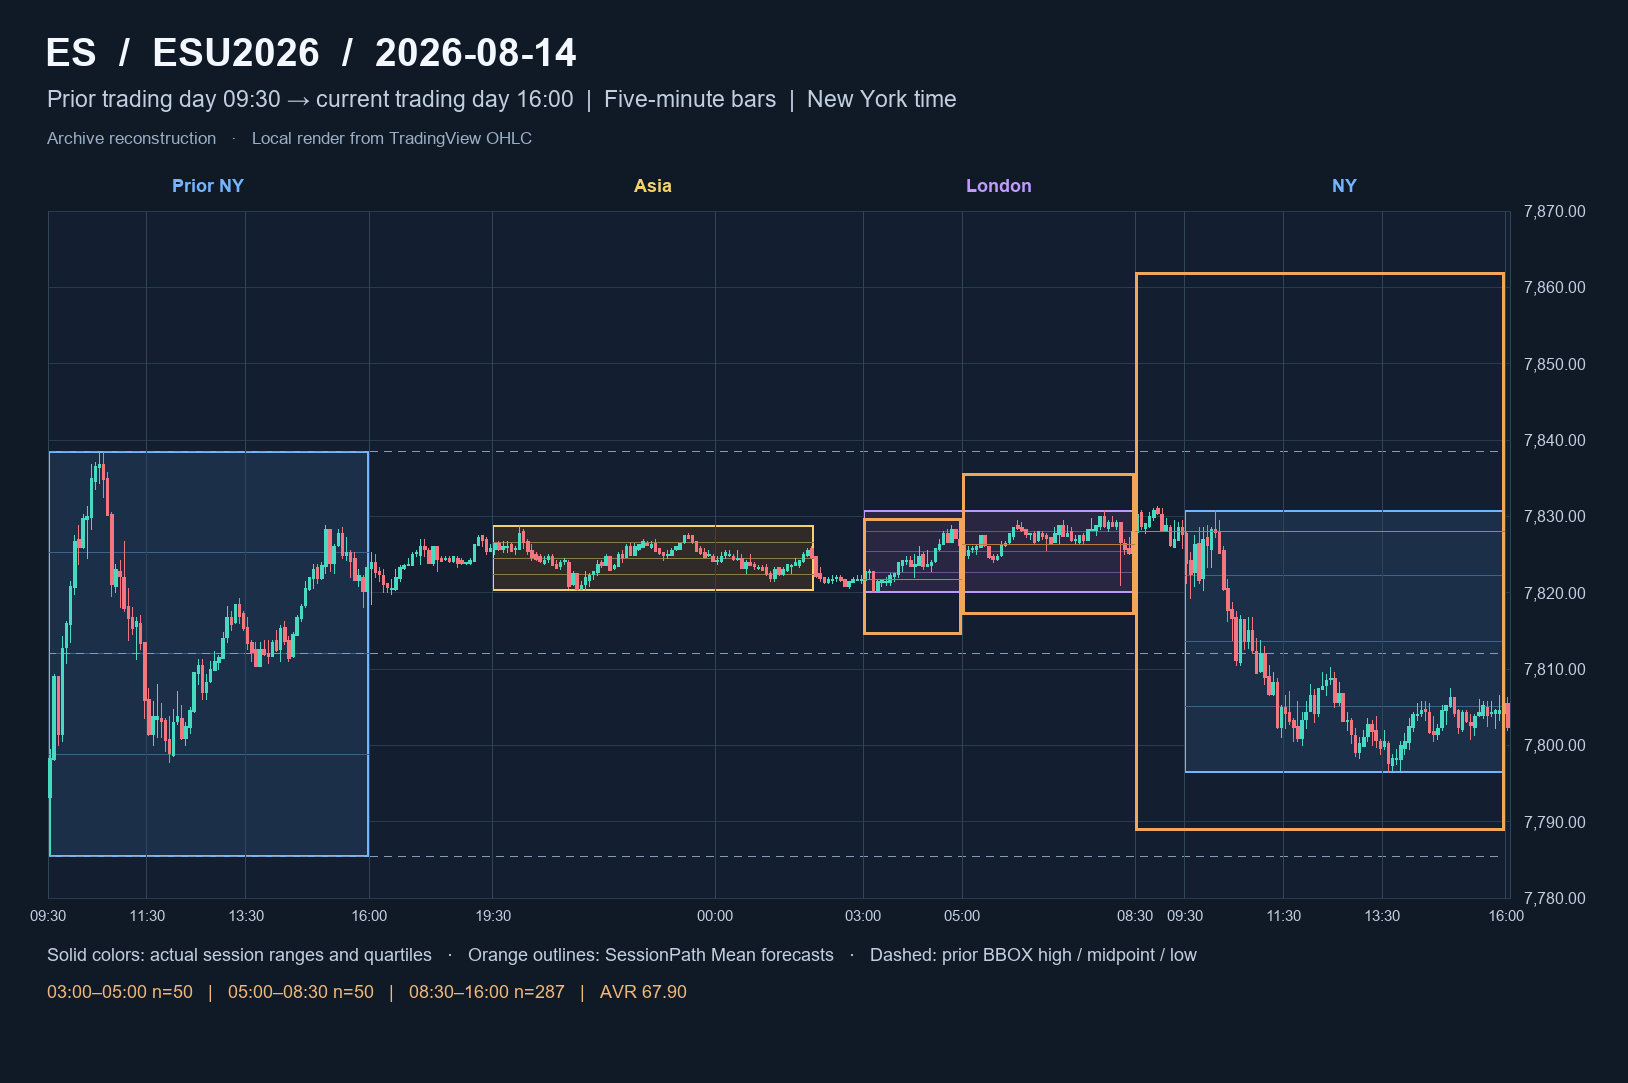 ES / ESU2026 / 2026-08-14
Prior trading day 09:30 → current trading day 16:00 | Five-minute bars | New York time
Archive reconstruction · Local render from TradingView OHLC
Prior NY Asia London NY
7,870.00
7,860.00
7,850.00
7,840.00
7,830.00
7,820.00
7,810.00
7,800.00
7,790.00
7,780.00
09:30 11:30 13:30 16:00 19:30 00:00 03:00 05:00 08:30 09:30 11:30 13:30 16:00
Solid colors: actual session ranges and quartiles · Orange outlines: SessionPath Mean forecasts · Dashed: prior BBOX high / midpoint / low
03:00–05:00 n=50 | 05:00–08:30 n=50 | 08:30–16:00 n=287 | AVR 67.90